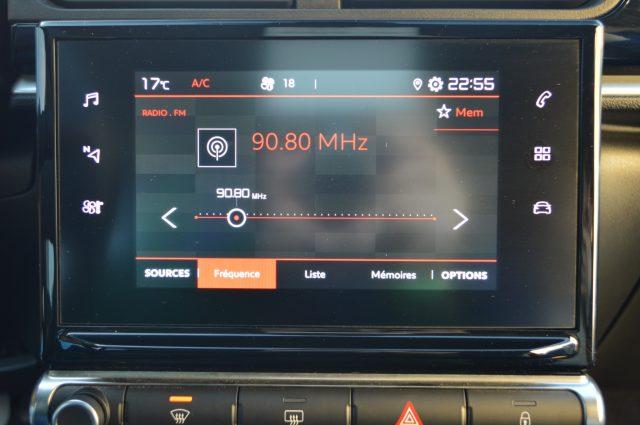 17°C A/C 18 | 22:55
RADIO . FM Mem
90.80 MHz
90.80 MHz
SOURCES | Fréquence Liste Mémoires | OPTIONS
N